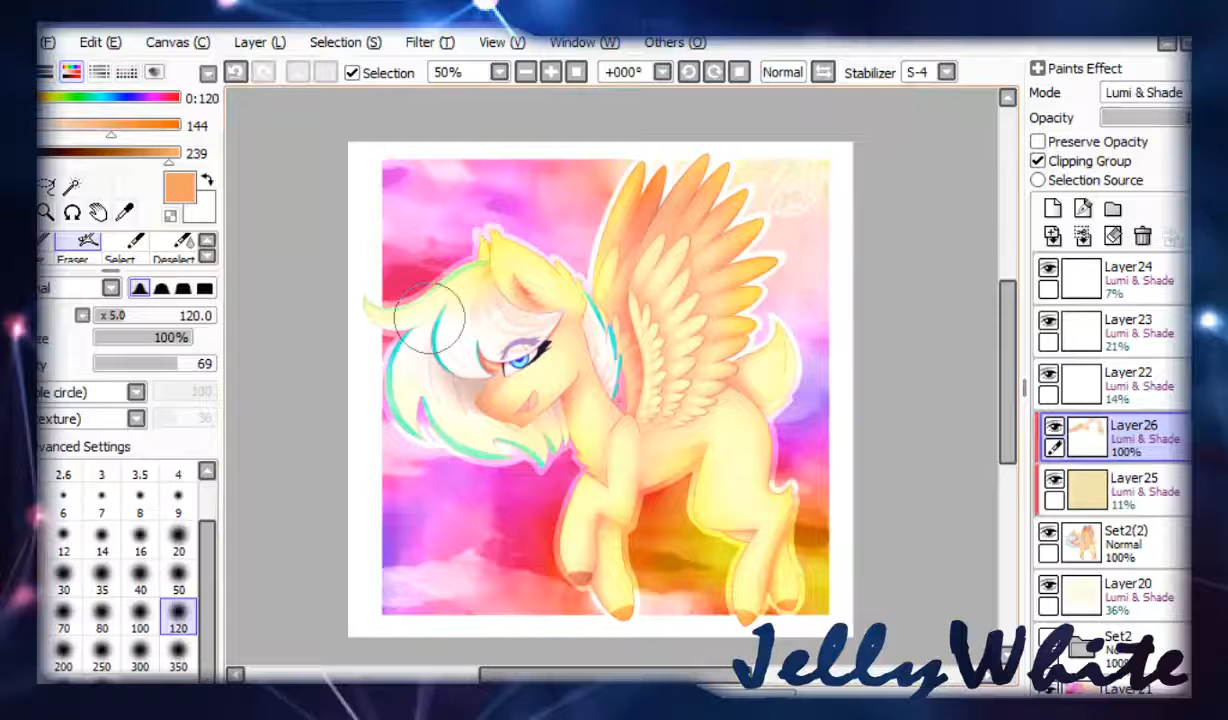 (F) Edit (E) Canvas (C) Layer (L) Selection (S) Filter (T) View (V) Window (W) Others (O)
Selection 50% +000° Normal Stabilizer S-4
0:120
144
239
Eraser Select Deselect
x 5.0 120.0
100%
69
100
36
2.6 3 3.5 4
6 7 8 9
12 14 16 20
30 35 40 50
70 80 100 120
200 250 300 350
Paints Effect
Mode Lumi & Shade
Opacity
Preserve Opacity
Clipping Group
Selection Source
Layer24
Lumi & Shade
7%
Layer23
Lumi & Shade
21%
Layer22
Lumi & Shade
14%
Layer26
Lumi & Shade
100%
Layer25
Lumi & Shade
11%
Set2(2)
Normal
100%
Layer20
Lumi & Shade
36%
Set2
100%
Layer21
JellyWhite